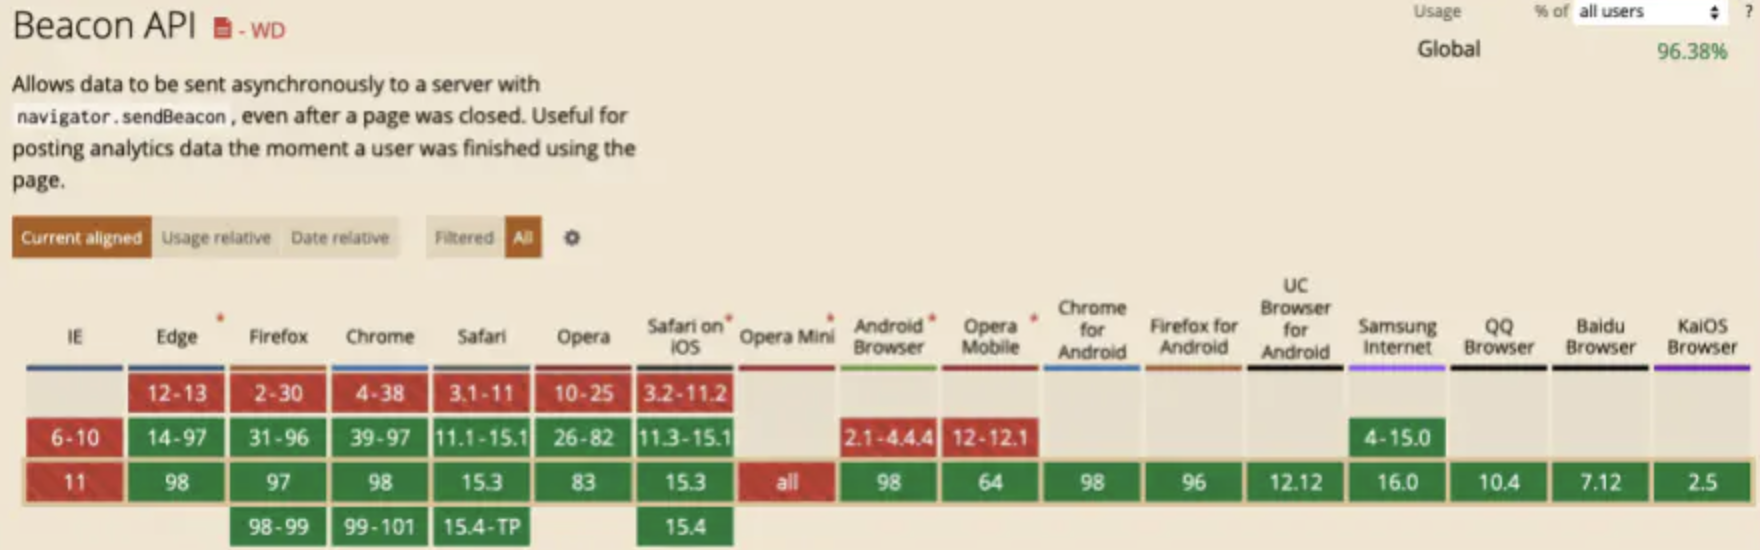 Beacon API - WD
Usage % of all users ?
Global 96.38%
Allows data to be sent asynchronously to a server with
navigator.sendBeacon, even after a page was closed. Useful for
posting analytics data the moment a user was finished using the
page.
Current aligned Usage relative Date relative Filtered All
IE Edge * Firefox Chrome Safari Opera Safari on iOS * Opera Mini * Android Browser * Opera Mobile * Chrome for Android Firefox for Android UC Browser for Android Samsung Internet QQ Browser Baidu Browser KaiOS Browser
12-13 2-30 4-38 3.1-11 10-25 3.2-11.2
6-10 14-97 31-96 39-97 11.1-15.1 26-82 11.3-15.1 2.1-4.4.4 12-12.1 4-15.0
11 98 97 98 15.3 83 15.3 all 98 64 98 96 12.12 16.0 10.4 7.12 2.5
98-99 99-101 15.4-TP 15.4